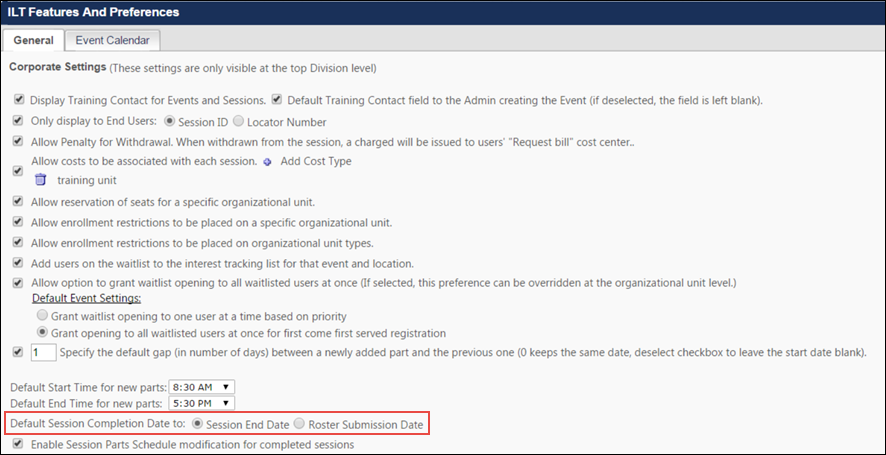 ILT Features And Preferences
General Event Calendar
Corporate Settings (These settings are only visible at the top Division level)
Display Training Contact for Events and Sessions. Default Training Contact field to the Admin creating the Event (if deselected, the field is left blank).
Only display to End Users: Session ID Locator Number
Allow Penalty for Withdrawal. When withdrawn from the session, a charged will be issued to users' "Request bill" cost center..
Allow costs to be associated with each session. Add Cost Type
training unit
Allow reservation of seats for a specific organizational unit.
Allow enrollment restrictions to be placed on a specific organizational unit.
Allow enrollment restrictions to be placed on organizational unit types.
Add users on the waitlist to the interest tracking list for that event and location.
Allow option to grant waitlist opening to all waitlisted users at once (If selected, this preference can be overridden at the organizational unit level.)
Default Event Settings:
Grant waitlist opening to one user at a time based on priority
Grant opening to all waitlisted users at once for first come first served registration
1 Specify the default gap (in number of days) between a newly added part and the previous one (0 keeps the same date, deselect checkbox to leave the start date blank).
Default Start Time for new parts: 8:30 AM
Default End Time for new parts: 5:30 PM
Default Session Completion Date to: Session End Date Roster Submission Date
Enable Session Parts Schedule modification for completed sessions